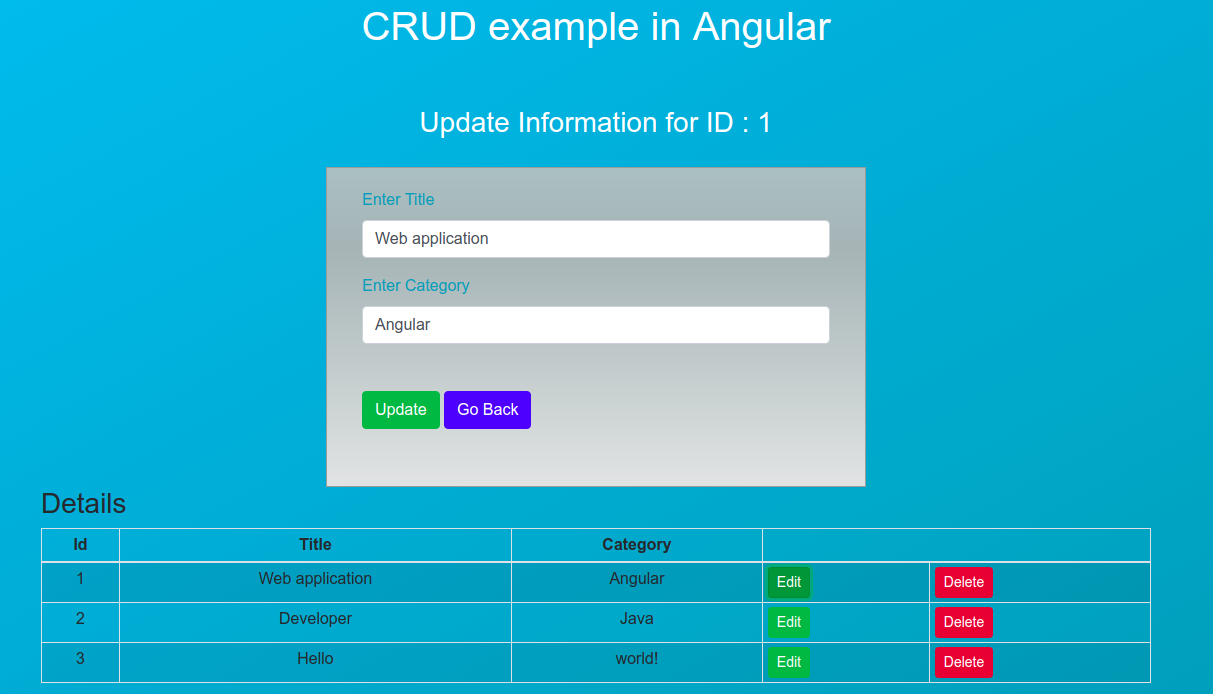 CRUD example in Angular
Update Information for ID : 1
Enter Title
Web application
Enter Category
Angular
Update Go Back
Details
Id Title Category
1 Web application Angular Edit Delete
2 Developer Java Edit Delete
3 Hello world! Edit Delete